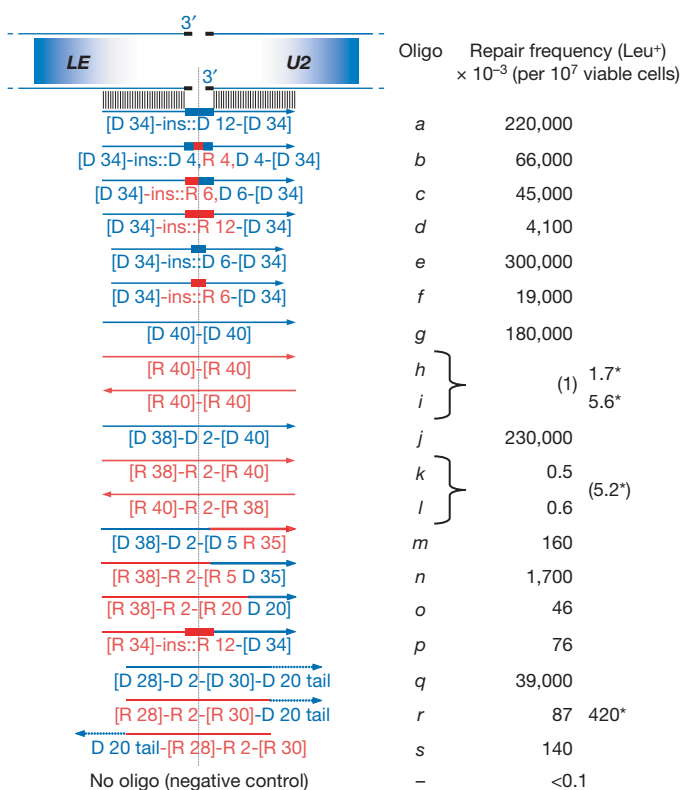 3′
LE U2
3′
Oligo Repair frequency (Leu⁺) × 10⁻³ (per 10⁷ viable cells)
[D 34]-ins::D 12-[D 34] a 220,000
[D 34]-ins::D 4,R 4,D 4-[D 34] b 66,000
[D 34]-ins::R 6,D 6-[D 34] c 45,000
[D 34]-ins::R 12-[D 34] d 4,100
[D 34]-ins::D 6-[D 34] e 300,000
[D 34]-ins::R 6-[D 34] f 19,000
[D 40]-[D 40] g 180,000
[R 40]-[R 40] h (1) 1.7*
[R 40]-[R 40] i 5.6*
[D 38]-D 2-[D 40] j 230,000
[R 38]-R 2-[R 40] k 0.5 (5.2*)
[R 40]-R 2-[R 38] l 0.6
[D 38]-D 2-[D 5 R 35] m 160
[R 38]-R 2-[R 5 D 35] n 1,700
[R 38]-R 2-[R 20 D 20] o 46
[R 34]-ins::R 12-[D 34] p 76
[D 28]-D 2-[D 30]-D 20 tail q 39,000
[R 28]-R 2-[R 30]-D 20 tail r 87 420*
D 20 tail-[R 28]-R 2-[R 30] s 140
No oligo (negative control) – <0.1